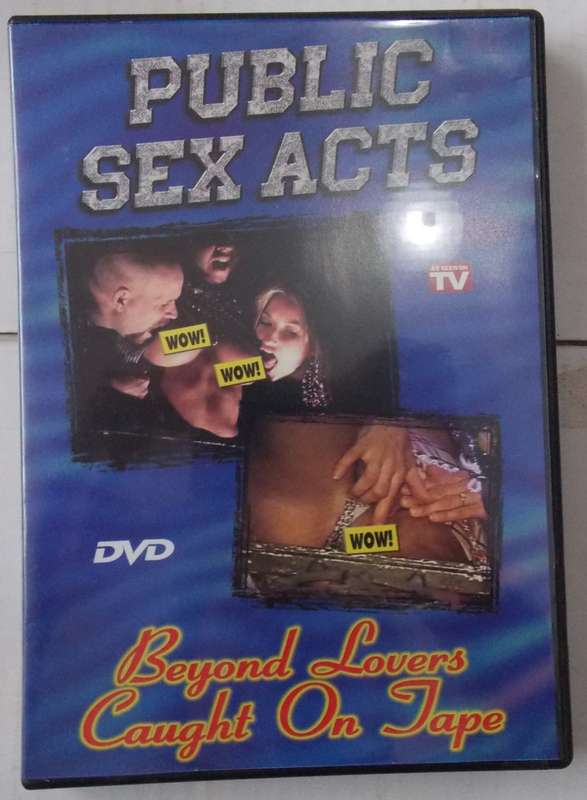 PUBLIC
SEX ACTS
AS SEEN ON
TV
WOW!
WOW!
WOW!
DVD
Beyond Lovers
Caught On Tape